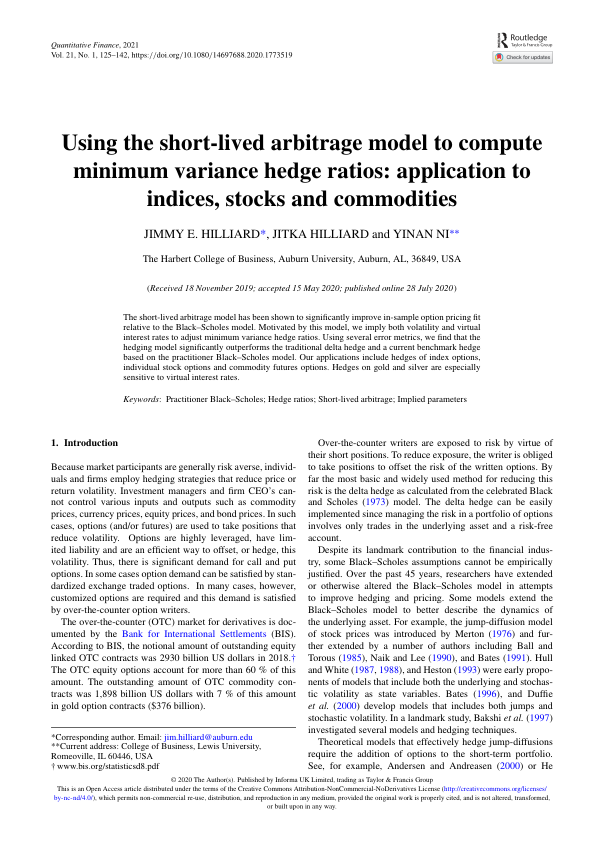 Quantitative Finance, 2021
Vol. 21, No. 1, 125–142, https://doi.org/10.1080/14697688.2020.1773519
Routledge
Taylor & Francis Group
Check for updates
Using the short-lived arbitrage model to compute
minimum variance hedge ratios: application to
indices, stocks and commodities
JIMMY E. HILLIARD*, JITKA HILLIARD and YINAN NI**
The Harbert College of Business, Auburn University, Auburn, AL, 36849, USA
(Received 18 November 2019; accepted 15 May 2020; published online 28 July 2020)
The short-lived arbitrage model has been shown to significantly improve in-sample option pricing fit
relative to the Black–Scholes model. Motivated by this model, we imply both volatility and virtual
interest rates to adjust minimum variance hedge ratios. Using several error metrics, we find that the
hedging model significantly outperforms the traditional delta hedge and a current benchmark hedge
based on the practitioner Black–Scholes model. Our applications include hedges of index options,
individual stock options and commodity futures options. Hedges on gold and silver are especially
sensitive to virtual interest rates.
Keywords: Practitioner Black–Scholes; Hedge ratios; Short-lived arbitrage; Implied parameters
1. Introduction
Because market participants are generally risk averse, individ-
uals and firms employ hedging strategies that reduce price or
return volatility. Investment managers and firm CEO's can-
not control various inputs and outputs such as commodity
prices, currency prices, equity prices, and bond prices. In such
cases, options (and/or futures) are used to take positions that
reduce volatility. Options are highly leveraged, have lim-
ited liability and are an efficient way to offset, or hedge, this
volatility. Thus, there is significant demand for call and put
options. In some cases option demand can be satisfied by stan-
dardized exchange traded options. In many cases, however,
customized options are required and this demand is satisfied
by over-the-counter option writers.
The over-the-counter (OTC) market for derivatives is doc-
umented by the Bank for International Settlements (BIS).
According to BIS, the notional amount of outstanding equity
linked OTC contracts was 2930 billion US dollars in 2018.†
The OTC equity options account for more than 60 % of this
amount. The outstanding amount of OTC commodity con-
tracts was 1,898 billion US dollars with 7 % of this amount
in gold option contracts ($376 billion).
*Corresponding author. Email: jim.hilliard@auburn.edu
**Current address: College of Business, Lewis University,
Romeoville, IL 60446, USA
† www.bis.org/statisticsd8.pdf
Over-the-counter writers are exposed to risk by virtue of
their short positions. To reduce exposure, the writer is obliged
to take positions to offset the risk of the written options. By
far the most basic and widely used method for reducing this
risk is the delta hedge as calculated from the celebrated Black
and Scholes (1973) model. The delta hedge can be easily
implemented since managing the risk in a portfolio of options
involves only trades in the underlying asset and a risk-free
account.
Despite its landmark contribution to the financial indus-
try, some Black–Scholes assumptions cannot be empirically
justified. Over the past 45 years, researchers have extended
or otherwise altered the Black–Scholes model in attempts
to improve hedging and pricing. Some models extend the
Black–Scholes model to better describe the dynamics of
the underlying asset. For example, the jump-diffusion model
of stock prices was introduced by Merton (1976) and fur-
ther extended by a number of authors including Ball and
Torous (1985), Naik and Lee (1990), and Bates (1991). Hull
and White (1987, 1988), and Heston (1993) were early propo-
nents of models that include both the underlying and stochas-
tic volatility as state variables. Bates (1996), and Duffie
et al. (2000) develop models that includes both jumps and
stochastic volatility. In a landmark study, Bakshi et al. (1997)
investigated several models and hedging techniques.
Theoretical models that effectively hedge jump-diffusions
require the addition of options to the short-term portfolio.
See, for example, Andersen and Andreasen (2000) or He
© 2020 The Author(s). Published by Informa UK Limited, trading as Taylor & Francis Group
This is an Open Access article distributed under the terms of the Creative Commons Attribution-NonCommercial-NoDerivatives License (http://creativecommons.org/licenses/
by-nc-nd/4.0/), which permits non-commercial re-use, distribution, and reproduction in any medium, provided the original work is properly cited, and is not altered, transformed,
or built upon in any way.